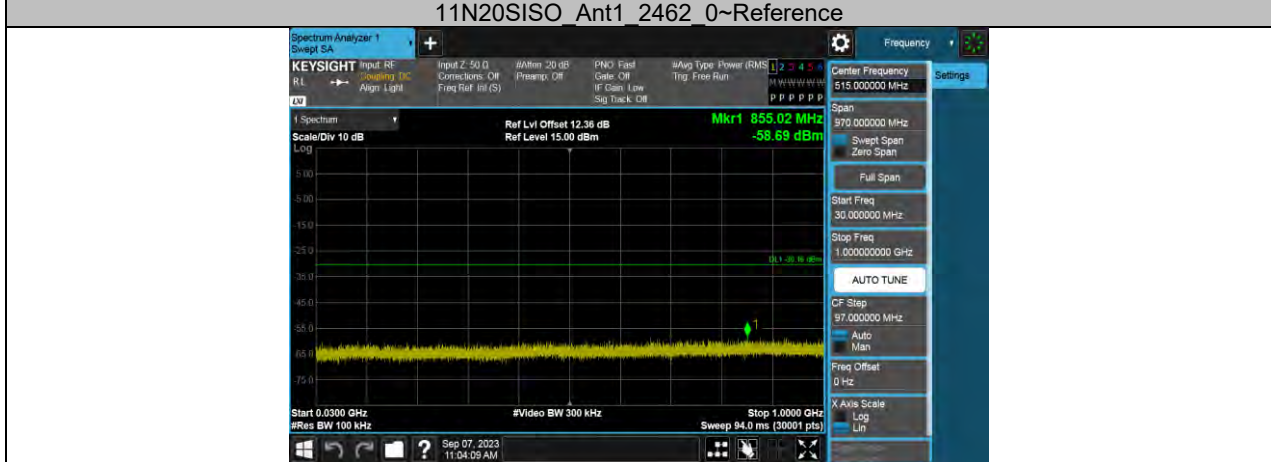 11N20SISO_Ant1_2462_0~Reference
Spectrum Analyzer 1
Swept SA
+
Frequency
KEYSIGHT
RL
LXI
Input: RF
Coupling: DC
Align: Light
Input Z: 50 Ω
Corrections: Off
Freq Ref: Int (S)
#Atten: 20 dB
Preamp: Off
PNO: Fast
Gate: Off
IF Gain: Low
Sig Track: Off
#Avg Type: Power (RMS
Trig: Free Run
1 2 3 4 5 6
M W W W W W
P P P P P P
Center Frequency
515.000000 MHz
Settings
1 Spectrum
Scale/Div 10 dB
Log
Ref Lvl Offset 12.36 dB
Ref Level 15.00 dBm
Mkr1 855.02 MHz
-58.69 dBm
Span
970.000000 MHz
Swept Span
Zero Span
Full Span
Start Freq
30.000000 MHz
Stop Freq
1.000000000 GHz
AUTO TUNE
CF Step
97.000000 MHz
Auto
Man
Freq Offset
0 Hz
X Axis Scale
Log
Lin
5.00
-5.00
-15.0
-25.0
-35.0
-45.0
-55.0
-65.0
-75.0
1
Start 0.0300 GHz
#Res BW 100 kHz
#Video BW 300 kHz
Stop 1.0000 GHz
Sweep 94.0 ms (30001 pts)
?
Sep 07, 2023
11:04:09 AM